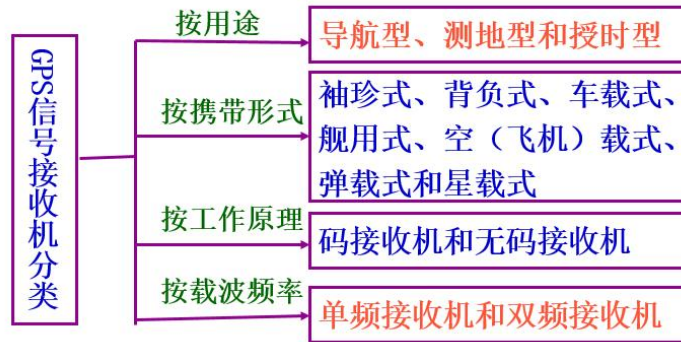 GPS信号接收机分类
按用途
导航型、测地型和授时型
按携带形式
袖珍式、背负式、车载式、
舰用式、空（飞机）载式、
弹载式和星载式
按工作原理
码接收机和无码接收机
按载波频率
单频接收机和双频接收机